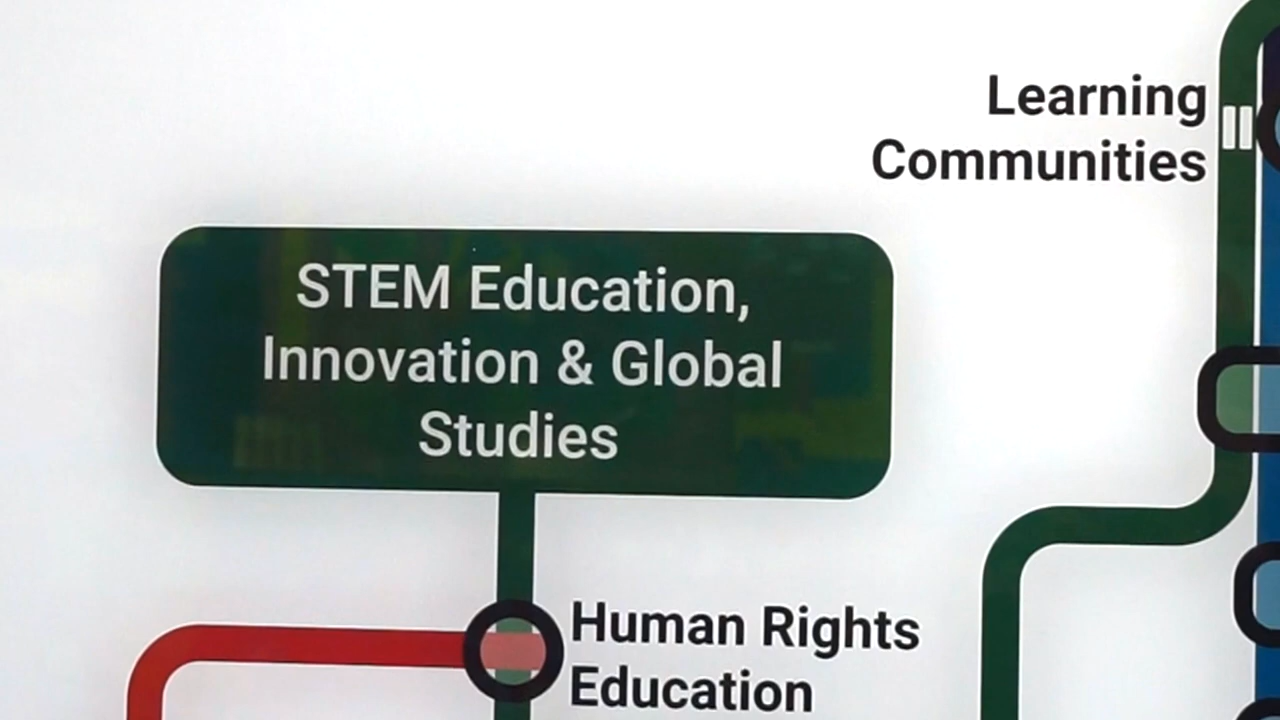 Learning
Communities
STEM Education,
Innovation & Global
Studies
Human Rights
Education